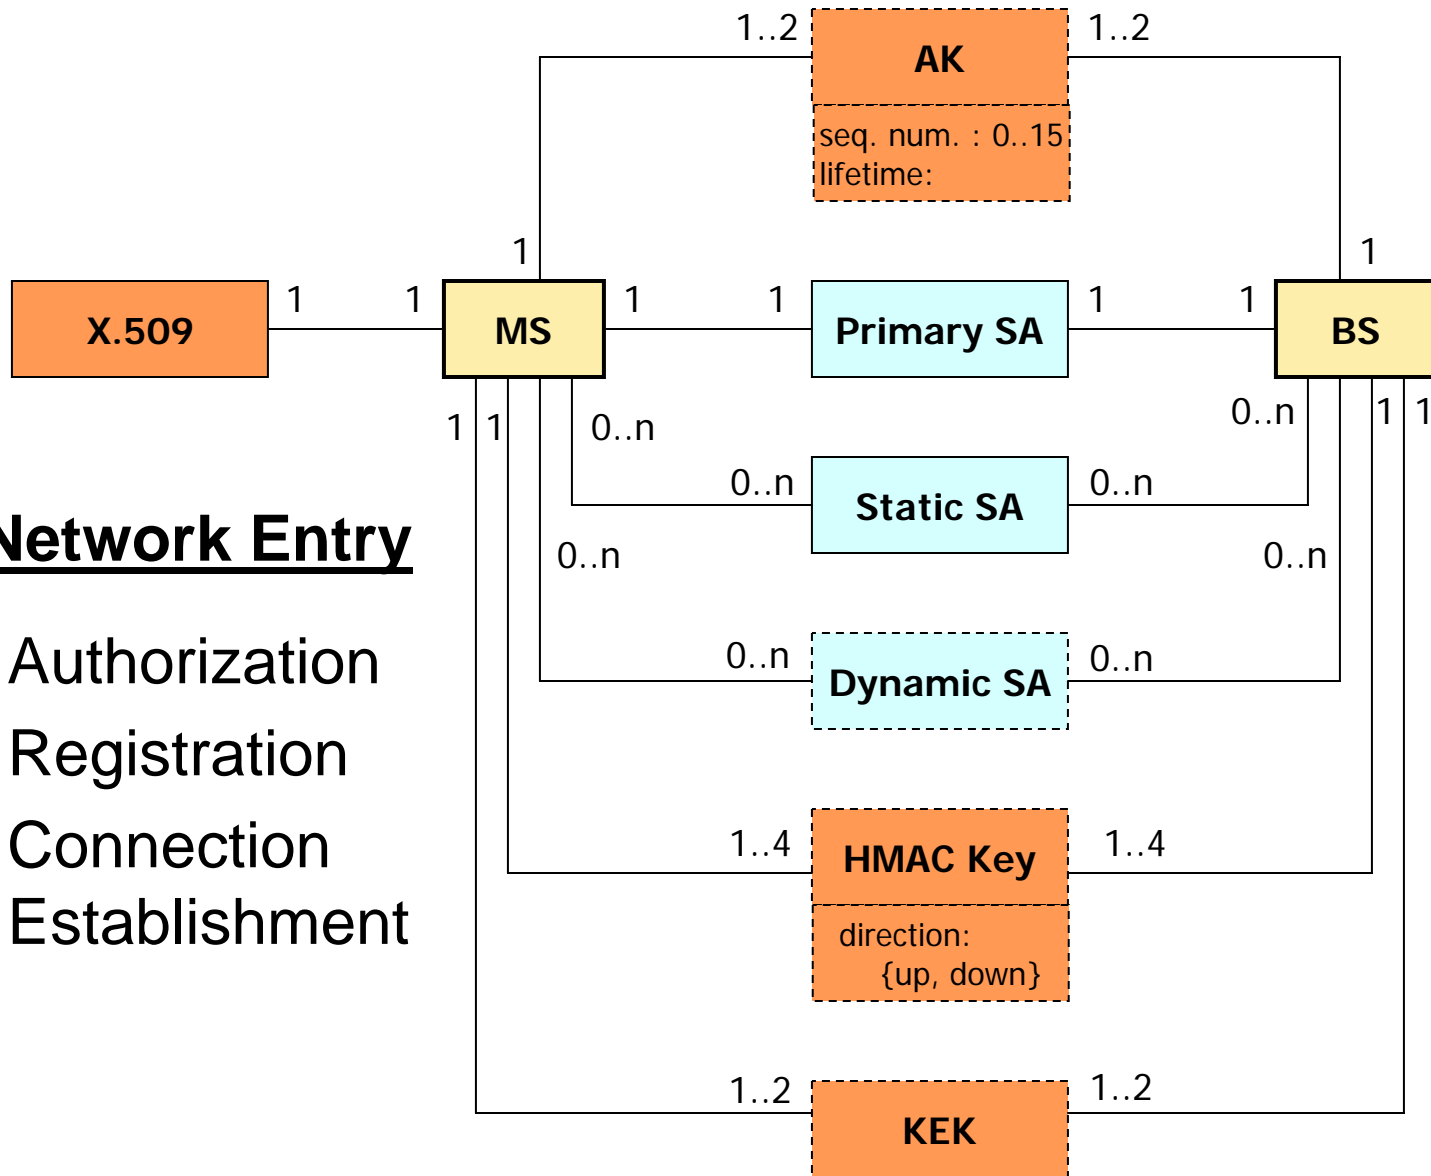 1..2
AK
1..2
seq. num. : 0..15
lifetime:
1
1
X.509
1
1
MS
1
1
Primary SA
1
1
BS
1
1
0..n
0..n
1
1
0..n
Static SA
0..n
Network Entry
0..n
0..n
Authorization
0..n
Dynamic SA
0..n
Registration
Connection
Establishment
1..4
HMAC Key
1..4
direction:
{up, down}
1..2
KEK
1..2